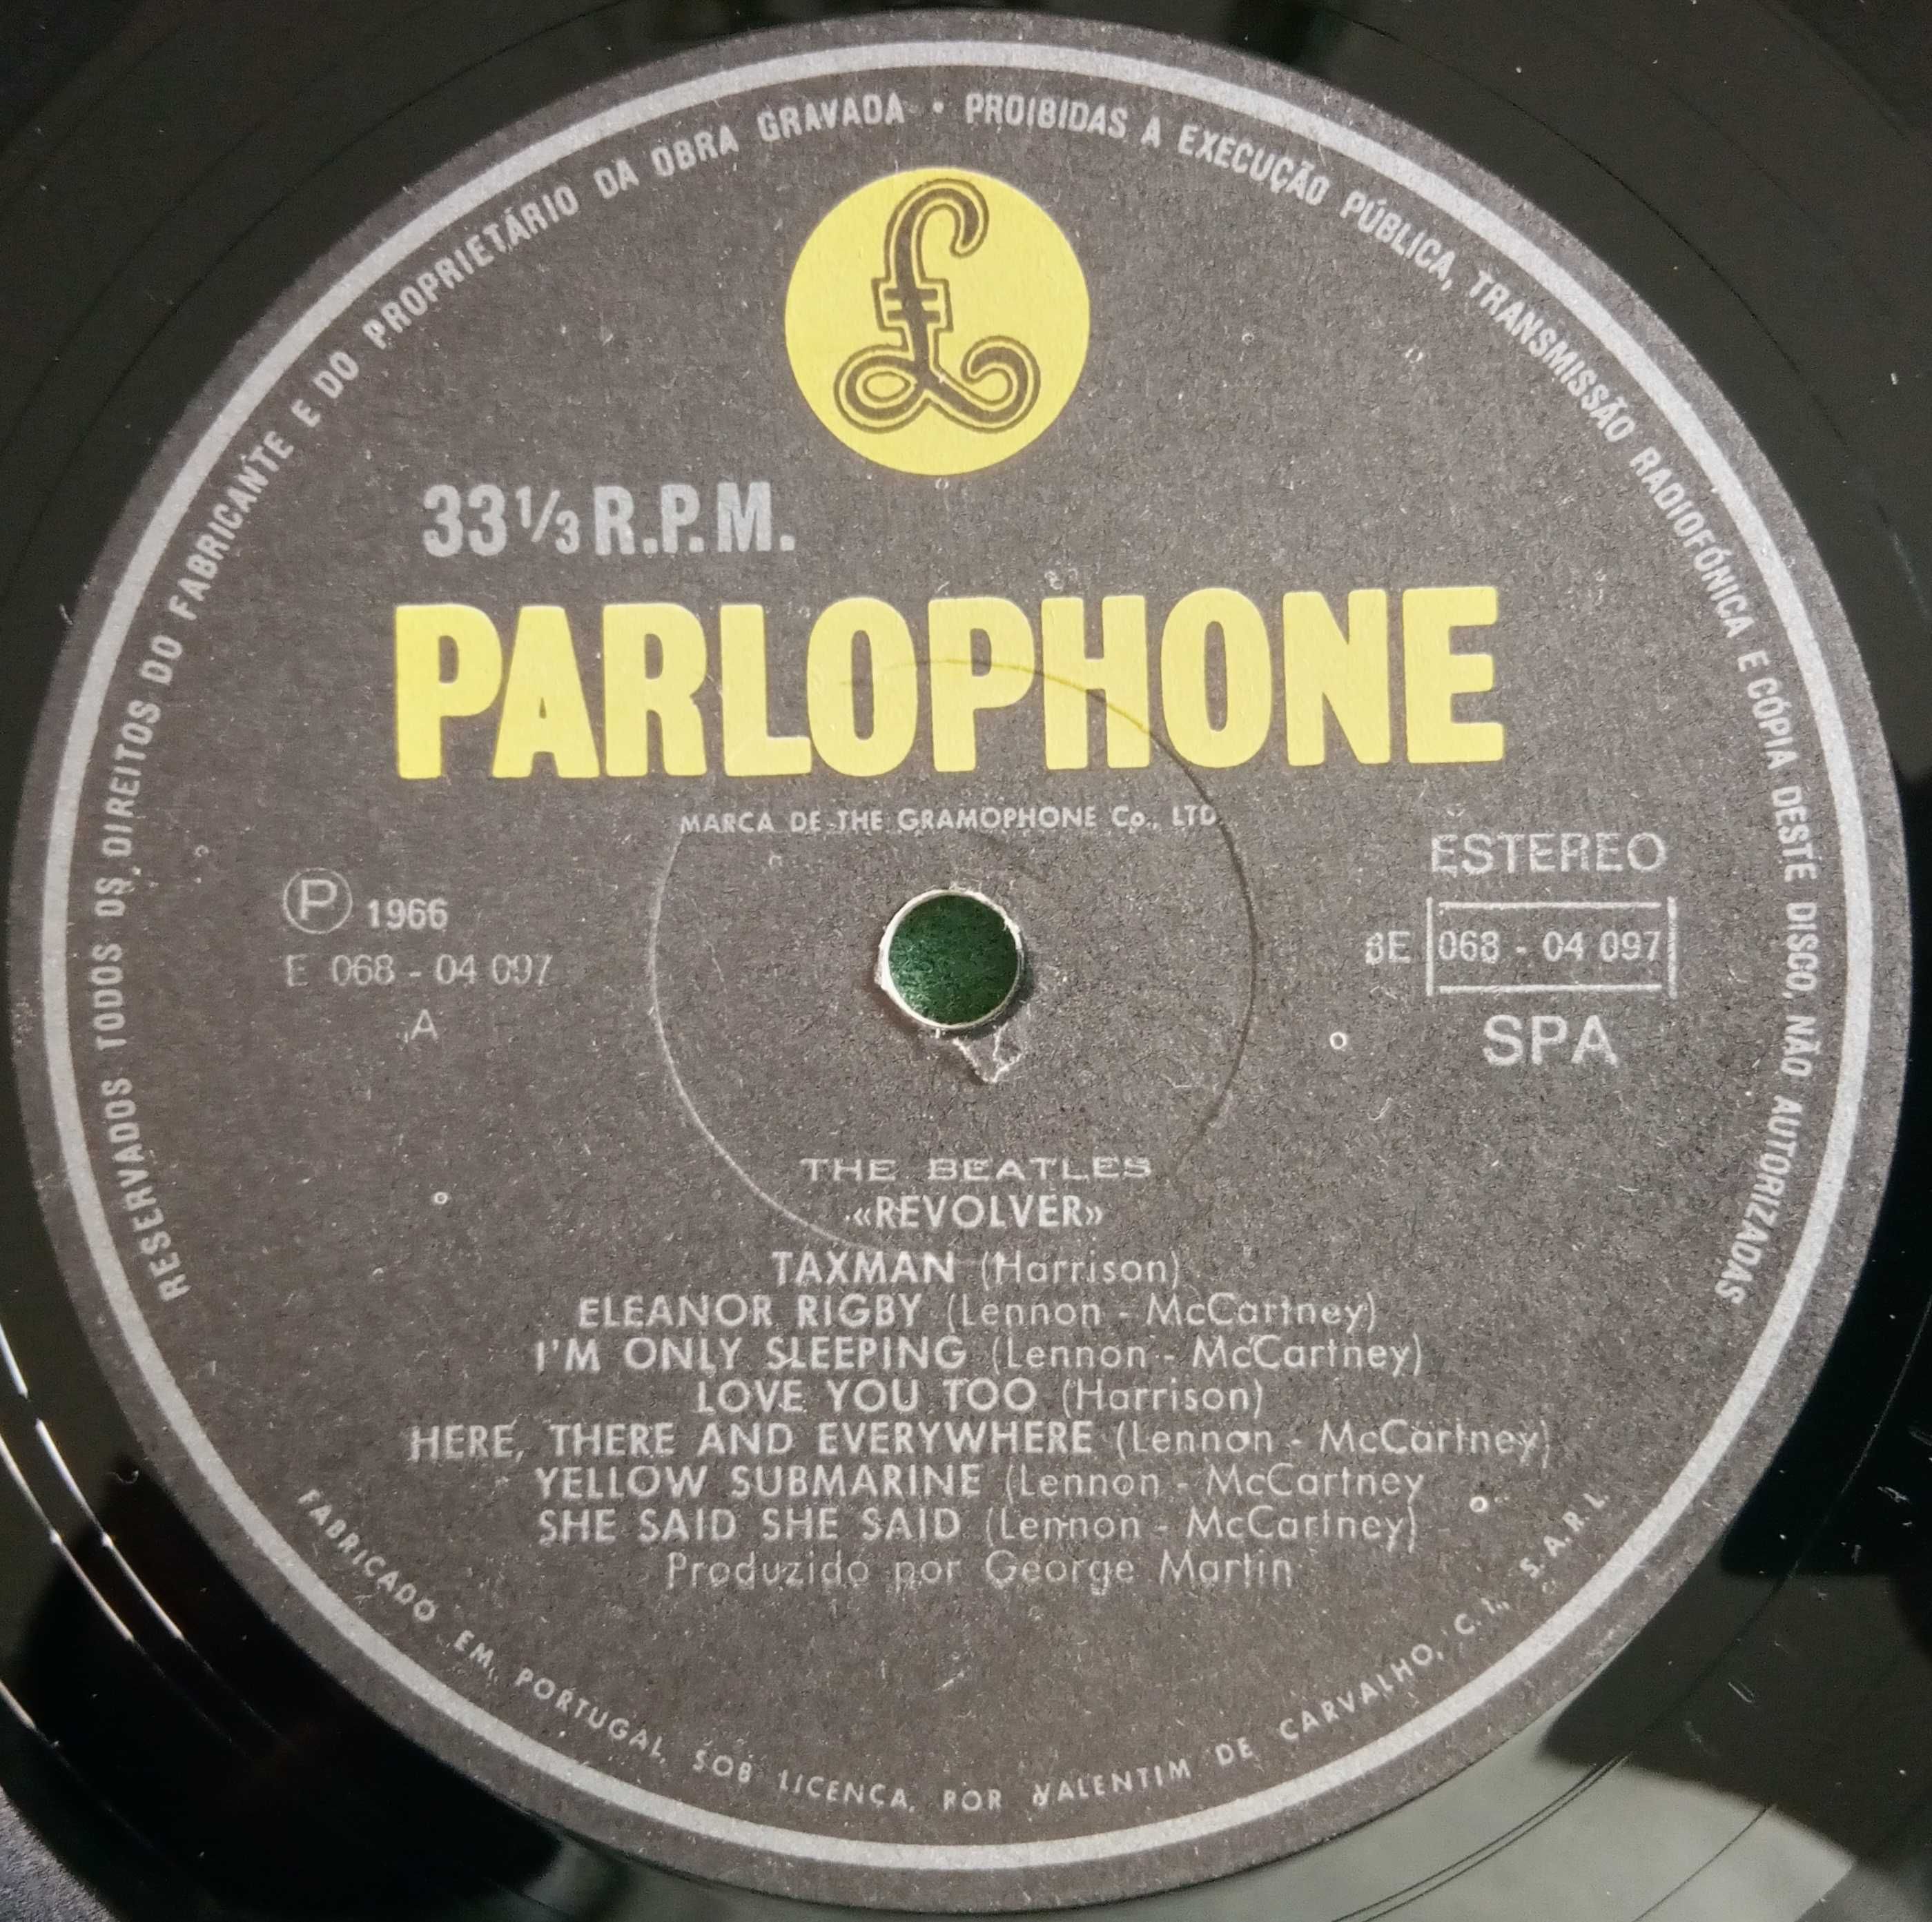 RESERVADOS TODOS OS DIREITOS DO FABRICANTE E DO PROPRIETÁRIO DA OBRA GRAVADA • PROIBIDAS A EXECUÇÃO PÚBLICA, TRANSMISSÃO RADIOFÓNICA E CÓPIA DESTE DISCO, NÃO AUTORIZADAS
£
33 1/3 R.P.M.
PARLOPHONE
MARCA DE THE GRAMOPHONE Co., LTD.
Ⓟ 1966
E 068 - 04 097
A
ESTEREO
8E 068 - 04 097
SPA
THE BEATLES
«REVOLVER»
TAXMAN (Harrison)
ELEANOR RIGBY (Lennon - McCartney)
I'M ONLY SLEEPING (Lennon - McCartney)
LOVE YOU TOO (Harrison)
HERE, THERE AND EVERYWHERE (Lennon - McCartney)
YELLOW SUBMARINE (Lennon - McCartney
SHE SAID SHE SAID (Lennon - McCartney)
Produzido por George Martin
FABRICADO EM PORTUGAL SOB LICENÇA, POR VALENTIM DE CARVALHO, C. I., S. A. R. L.